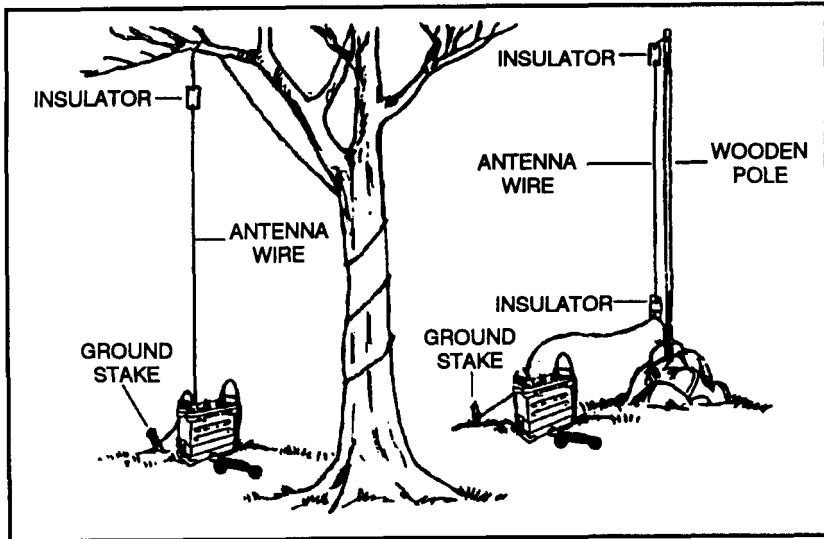 INSULATOR
ANTENNA
WIRE
GROUND
STAKE
INSULATOR
ANTENNA
WIRE
WOODEN
POLE
INSULATOR
GROUND
STAKE